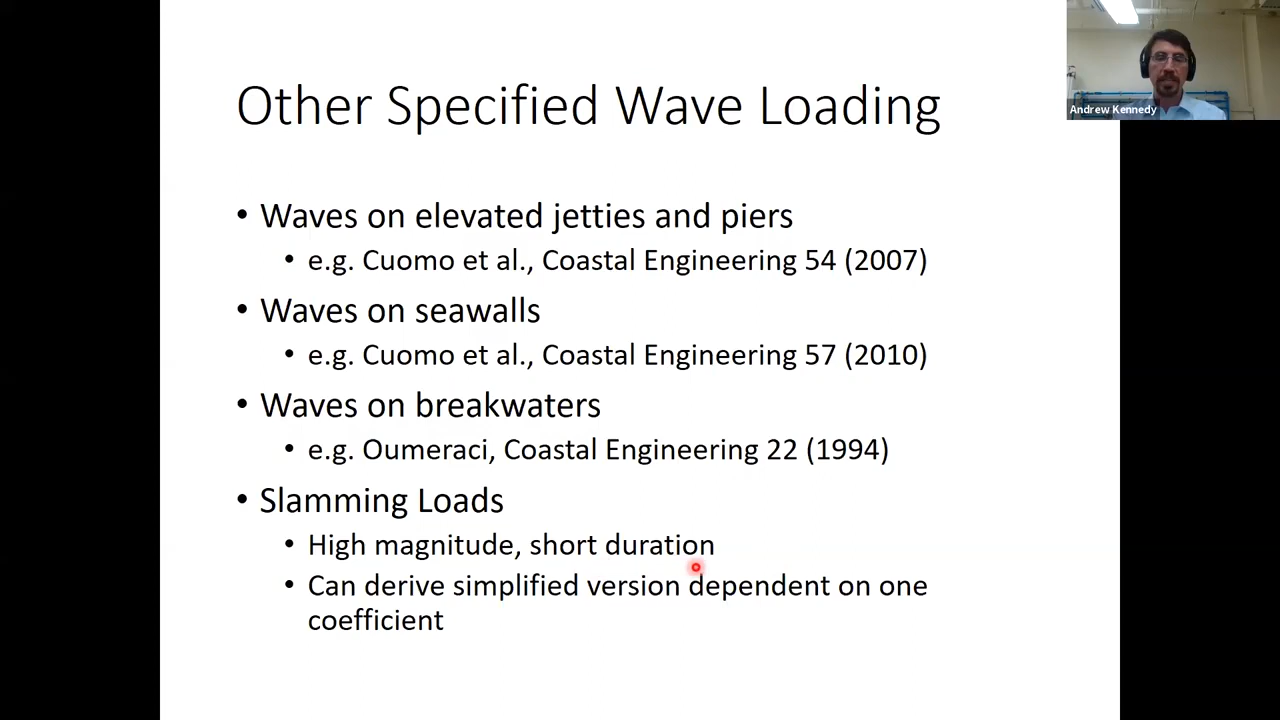 Other Specified Wave Loading
Andrew Kennedy
• Waves on elevated jetties and piers
• e.g. Cuomo et al., Coastal Engineering 54 (2007)
• Waves on seawalls
• e.g. Cuomo et al., Coastal Engineering 57 (2010)
• Waves on breakwaters
• e.g. Oumeraci, Coastal Engineering 22 (1994)
• Slamming Loads
• High magnitude, short duration
• Can derive simplified version dependent on one
coefficient